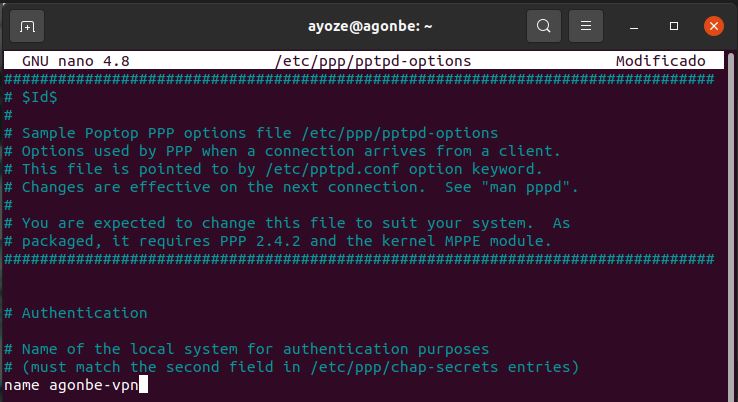 ayoze@agonbe: ~
GNU nano 4.8 /etc/ppp/pptpd-options Modificado
###############################################################################
# $Id$
#
# Sample Poptop PPP options file /etc/ppp/pptpd-options
# Options used by PPP when a connection arrives from a client.
# This file is pointed to by /etc/pptpd.conf option keyword.
# Changes are effective on the next connection.  See "man pppd".
#
# You are expected to change this file to suit your system.  As
# packaged, it requires PPP 2.4.2 and the kernel MPPE module.
###############################################################################
# Authentication
# Name of the local system for authentication purposes
# (must match the second field in /etc/ppp/chap-secrets entries)
name agonbe-vpn